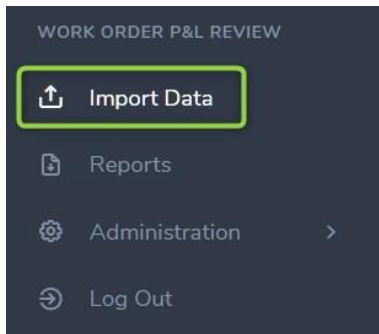 WORK ORDER P&L REVIEW
Import Data
Reports
Administration
Log Out